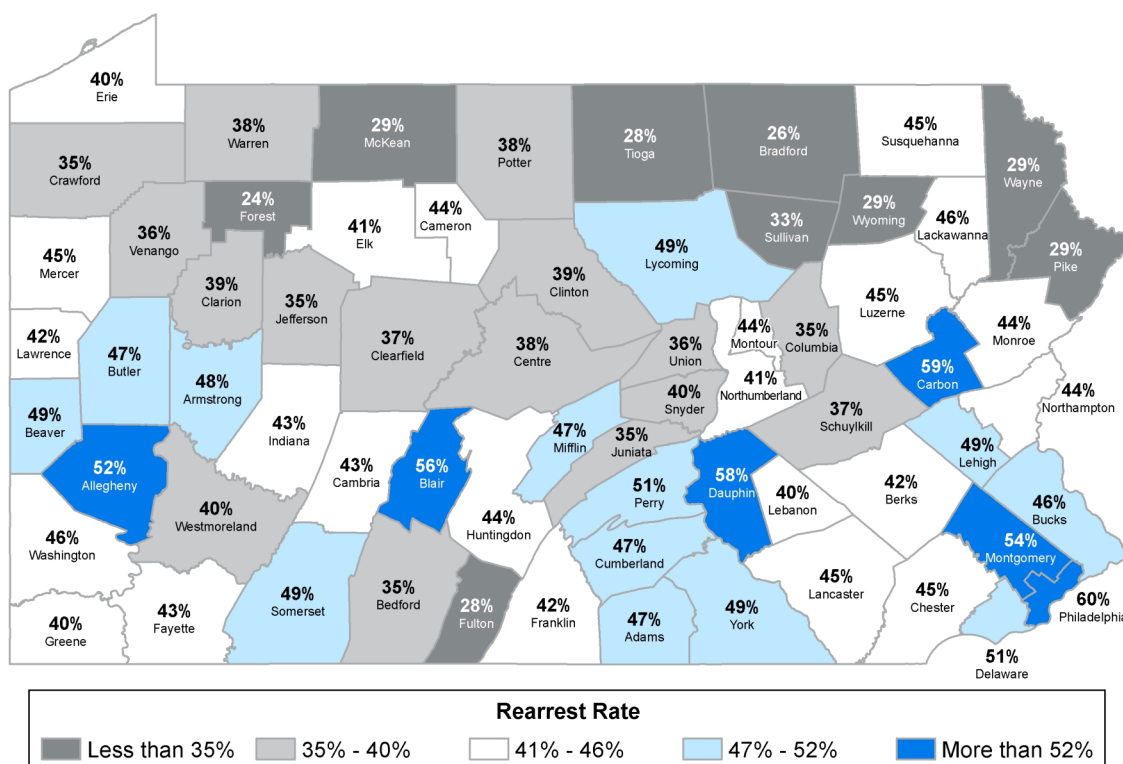 40%
Erie
38%
Warren
29%
McKean
38%
Potter
28%
Tioga
26%
Bradford
45%
Susquehanna
29%
Wayne
35%
Crawford
24%
Forest
41%
Elk
44%
Cameron
33%
Sullivan
29%
Wyoming
46%
Lackawanna
29%
Pike
36%
Venango
45%
Mercer
39%
Clarion
35%
Jefferson
39%
Clinton
49%
Lycoming
45%
Luzerne
42%
Lawrence
47%
Butler
48%
Armstrong
37%
Clearfield
38%
Centre
36%
Union
44%
Montour
35%
Columbia
44%
Monroe
59%
Carbon
49%
Beaver
43%
Indiana
40%
Snyder
41%
Northumberland
37%
Schuylkill
44%
Northampton
52%
Allegheny
40%
Westmoreland
43%
Cambria
56%
Blair
47%
Mifflin
35%
Juniata
49%
Lehigh
46%
Washington
44%
Huntingdon
51%
Perry
58%
Dauphin
40%
Lebanon
42%
Berks
46%
Bucks
54%
Montgomery
47%
Cumberland
40%
Greene
43%
Fayette
49%
Somerset
35%
Bedford
28%
Fulton
42%
Franklin
47%
Adams
49%
York
45%
Lancaster
45%
Chester
60%
Philadelphia
51%
Delaware
Rearrest Rate
Less than 35%
35% - 40%
41% - 46%
47% - 52%
More than 52%